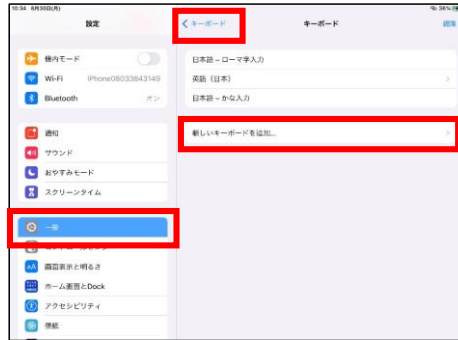 10:34 8月30日(月)
38%
設定
キーボード
キーボード
編集
機内モード
Wi-Fi
Bluetooth
オン
通知
サウンド
おやすみモード
スクリーンタイム
一般
画面表示と明るさ
ホーム画面とDock
アクセシビリティ
壁紙
日本語 – ローマ字入力
英語（日本）
日本語 – かな入力
新しいキーボードを追加...